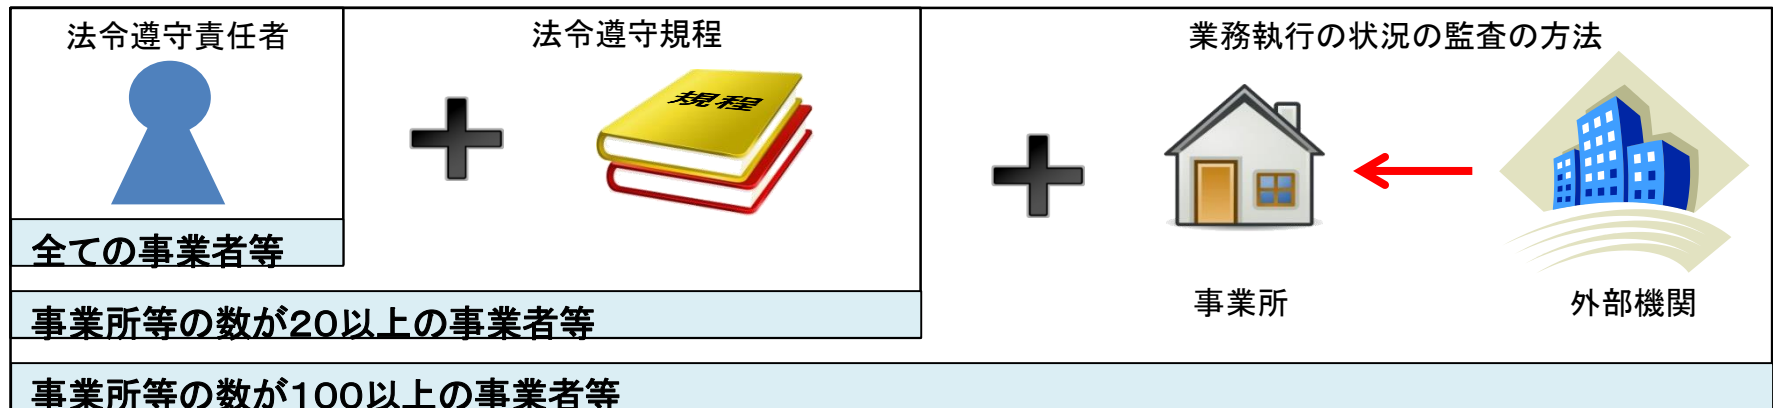 法令遵守責任者
法令遵守規程
業務執行の状況の監査の方法
規程
全ての事業者等
事業所
外部機関
事業所等の数が20以上の事業者等
事業所等の数が100以上の事業者等